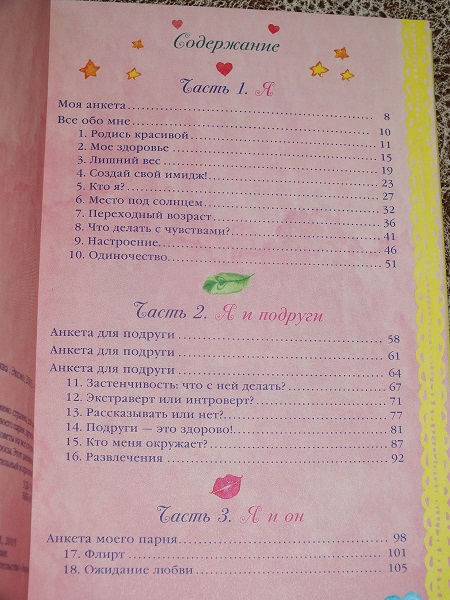 Содержание
Часть 1. Я
Моя анкета 8
Все обо мне 10
1. Родись красивой 11
2. Мое здоровье 15
3. Лишний вес 19
4. Создай свой имидж! 23
5. Кто я? 27
6. Место под солнцем 32
7. Переходный возраст 36
8. Что делать с чувствами? 41
9. Настроение 46
10. Одиночество 51
Часть 2. Я и подруги
Анкета для подруги 58
Анкета для подруги 61
Анкета для подруги 64
11. Застенчивость: что с ней делать? 67
12. Экстраверт или интроверт? 71
13. Рассказывать или нет? 77
14. Подруги — это здорово! 81
15. Кто меня окружает? 87
16. Развлечения 92
Часть 3. Я и он
Анкета моего парня 98
17. Флирт 101
18. Ожидание любви 105